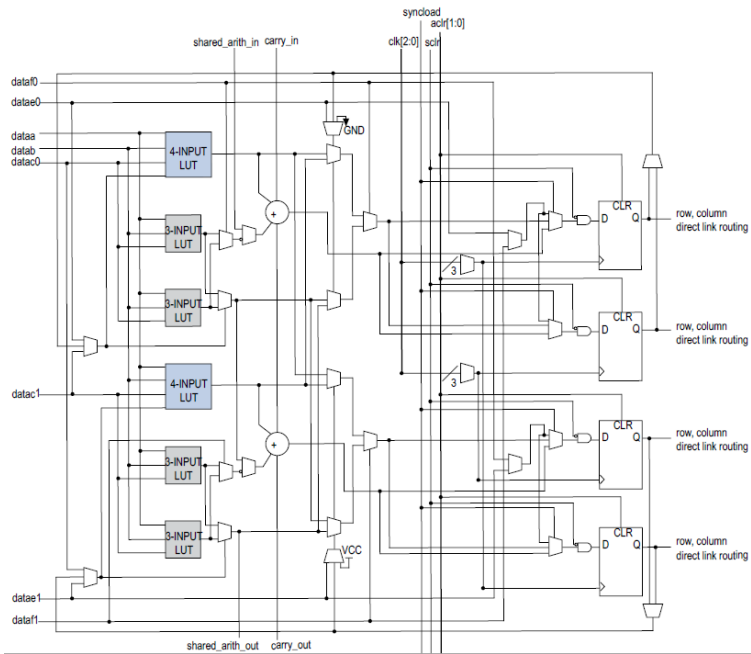 syncload
aclr[1:0]
shared_arith_in
carry_in
clk[2:0]
sclr
dataf0
datae0
GND
dataa
datab
datac0
4-INPUT
LUT
CLR
D
Q
row, column
direct link routing
+
3-INPUT
LUT
3
CLR
3-INPUT
LUT
D
Q
row, column
direct link routing
3
datac1
4-INPUT
LUT
CLR
D
Q
row, column
direct link routing
+
3-INPUT
LUT
CLR
3-INPUT
LUT
D
Q
row, column
direct link routing
VCC
datae1
dataf1
shared_arith_out
carry_out